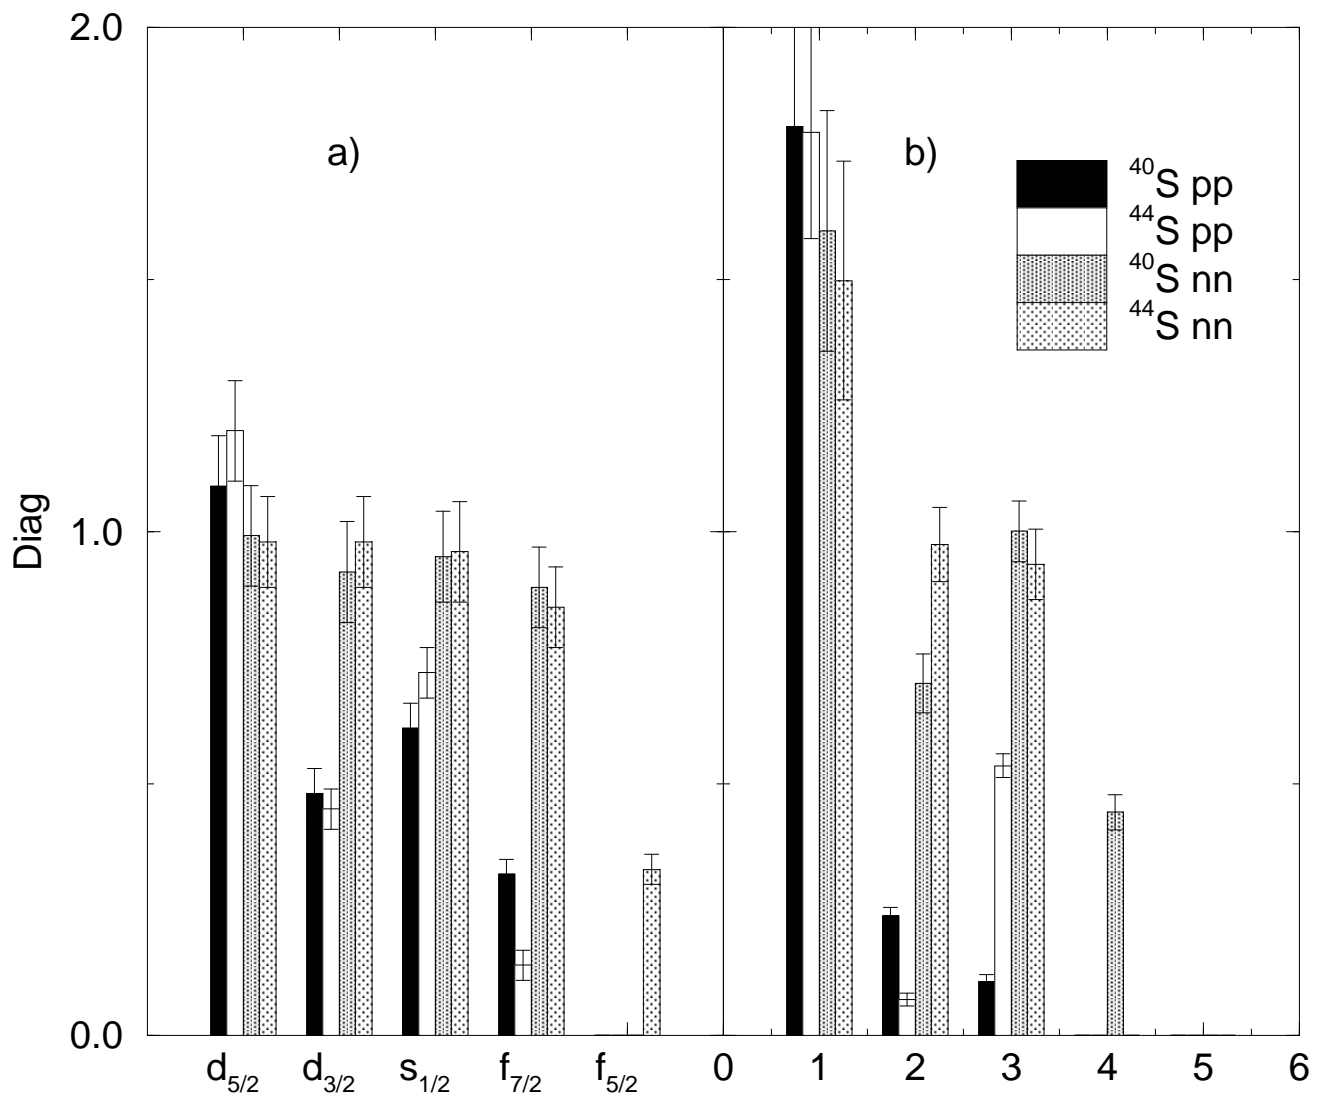 2.0
a)
b)
⁴⁰S pp
⁴⁴S pp
⁴⁰S nn
⁴⁴S nn
Diag
1.0
0.0
d₅/₂ d₃/₂ s₁/₂ f₇/₂ f₅/₂ 0 1 2 3 4 5 6